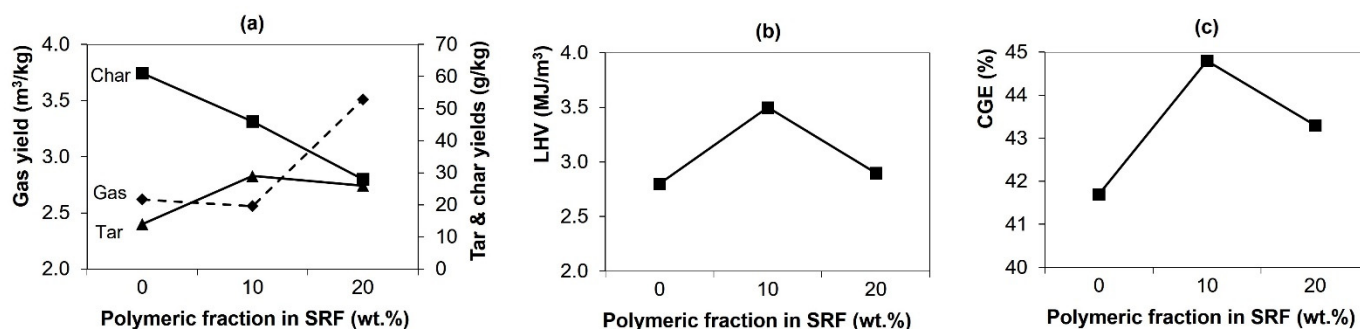 (a)
Gas yield (m³/kg)
4.0
3.5
3.0
2.5
2.0
Char
Gas
Tar
70
60
50
40
30
20
10
0
Tar & char yields (g/kg)
0 10 20
Polymeric fraction in SRF (wt.%)
(b)
LHV (MJ/m³)
4.0
3.5
3.0
2.5
2.0
0 10 20
Polymeric fraction in SRF (wt.%)
(c)
CGE (%)
45
44
43
42
41
40
0 10 20
Polymeric fraction in SRF (wt.%)